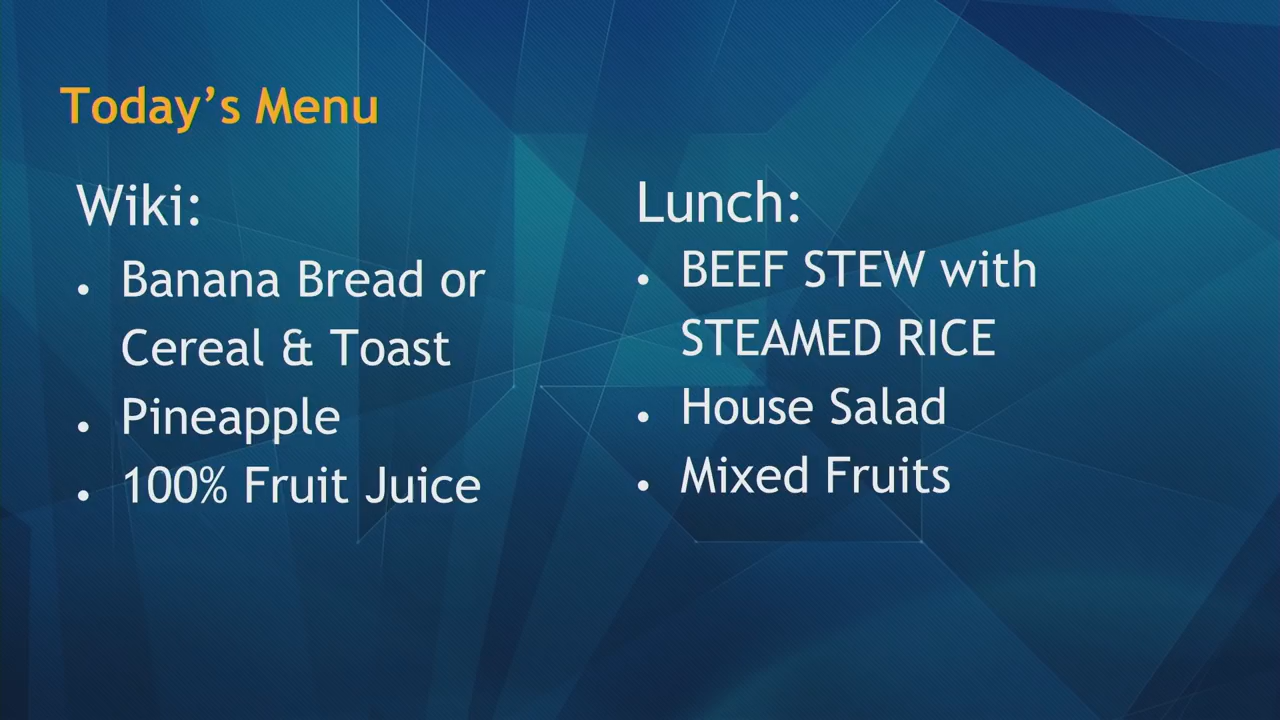 Today’s Menu
Wiki:
• Banana Bread or
Cereal & Toast
• Pineapple
• 100% Fruit Juice
Lunch:
• BEEF STEW with
STEAMED RICE
• House Salad
• Mixed Fruits